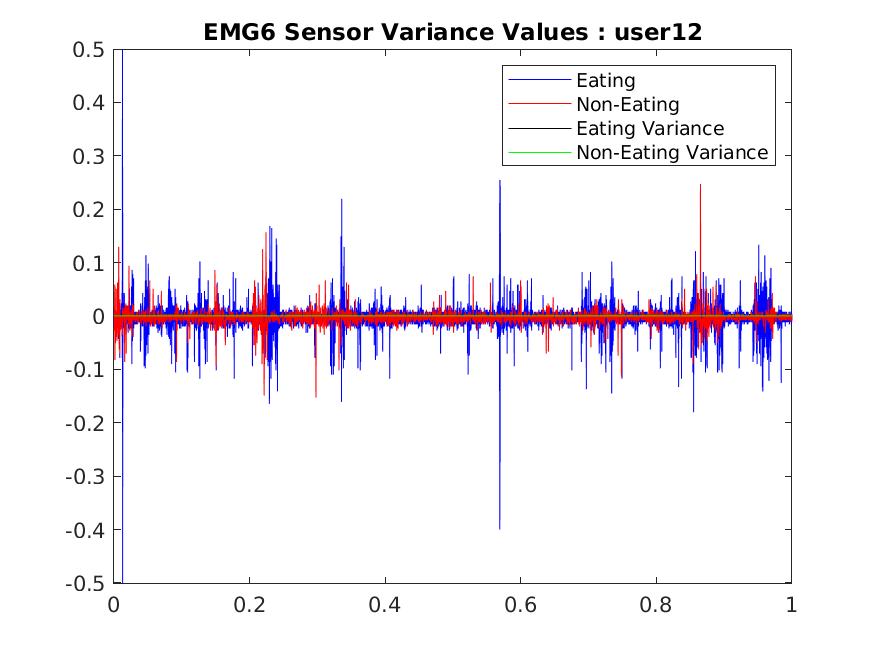 EMG6 Sensor Variance Values : user12
0.5
0.4
0.3
0.2
0.1
0
-0.1
-0.2
-0.3
-0.4
-0.5
Eating
Non-Eating
Eating Variance
Non-Eating Variance
0 0.2 0.4 0.6 0.8 1